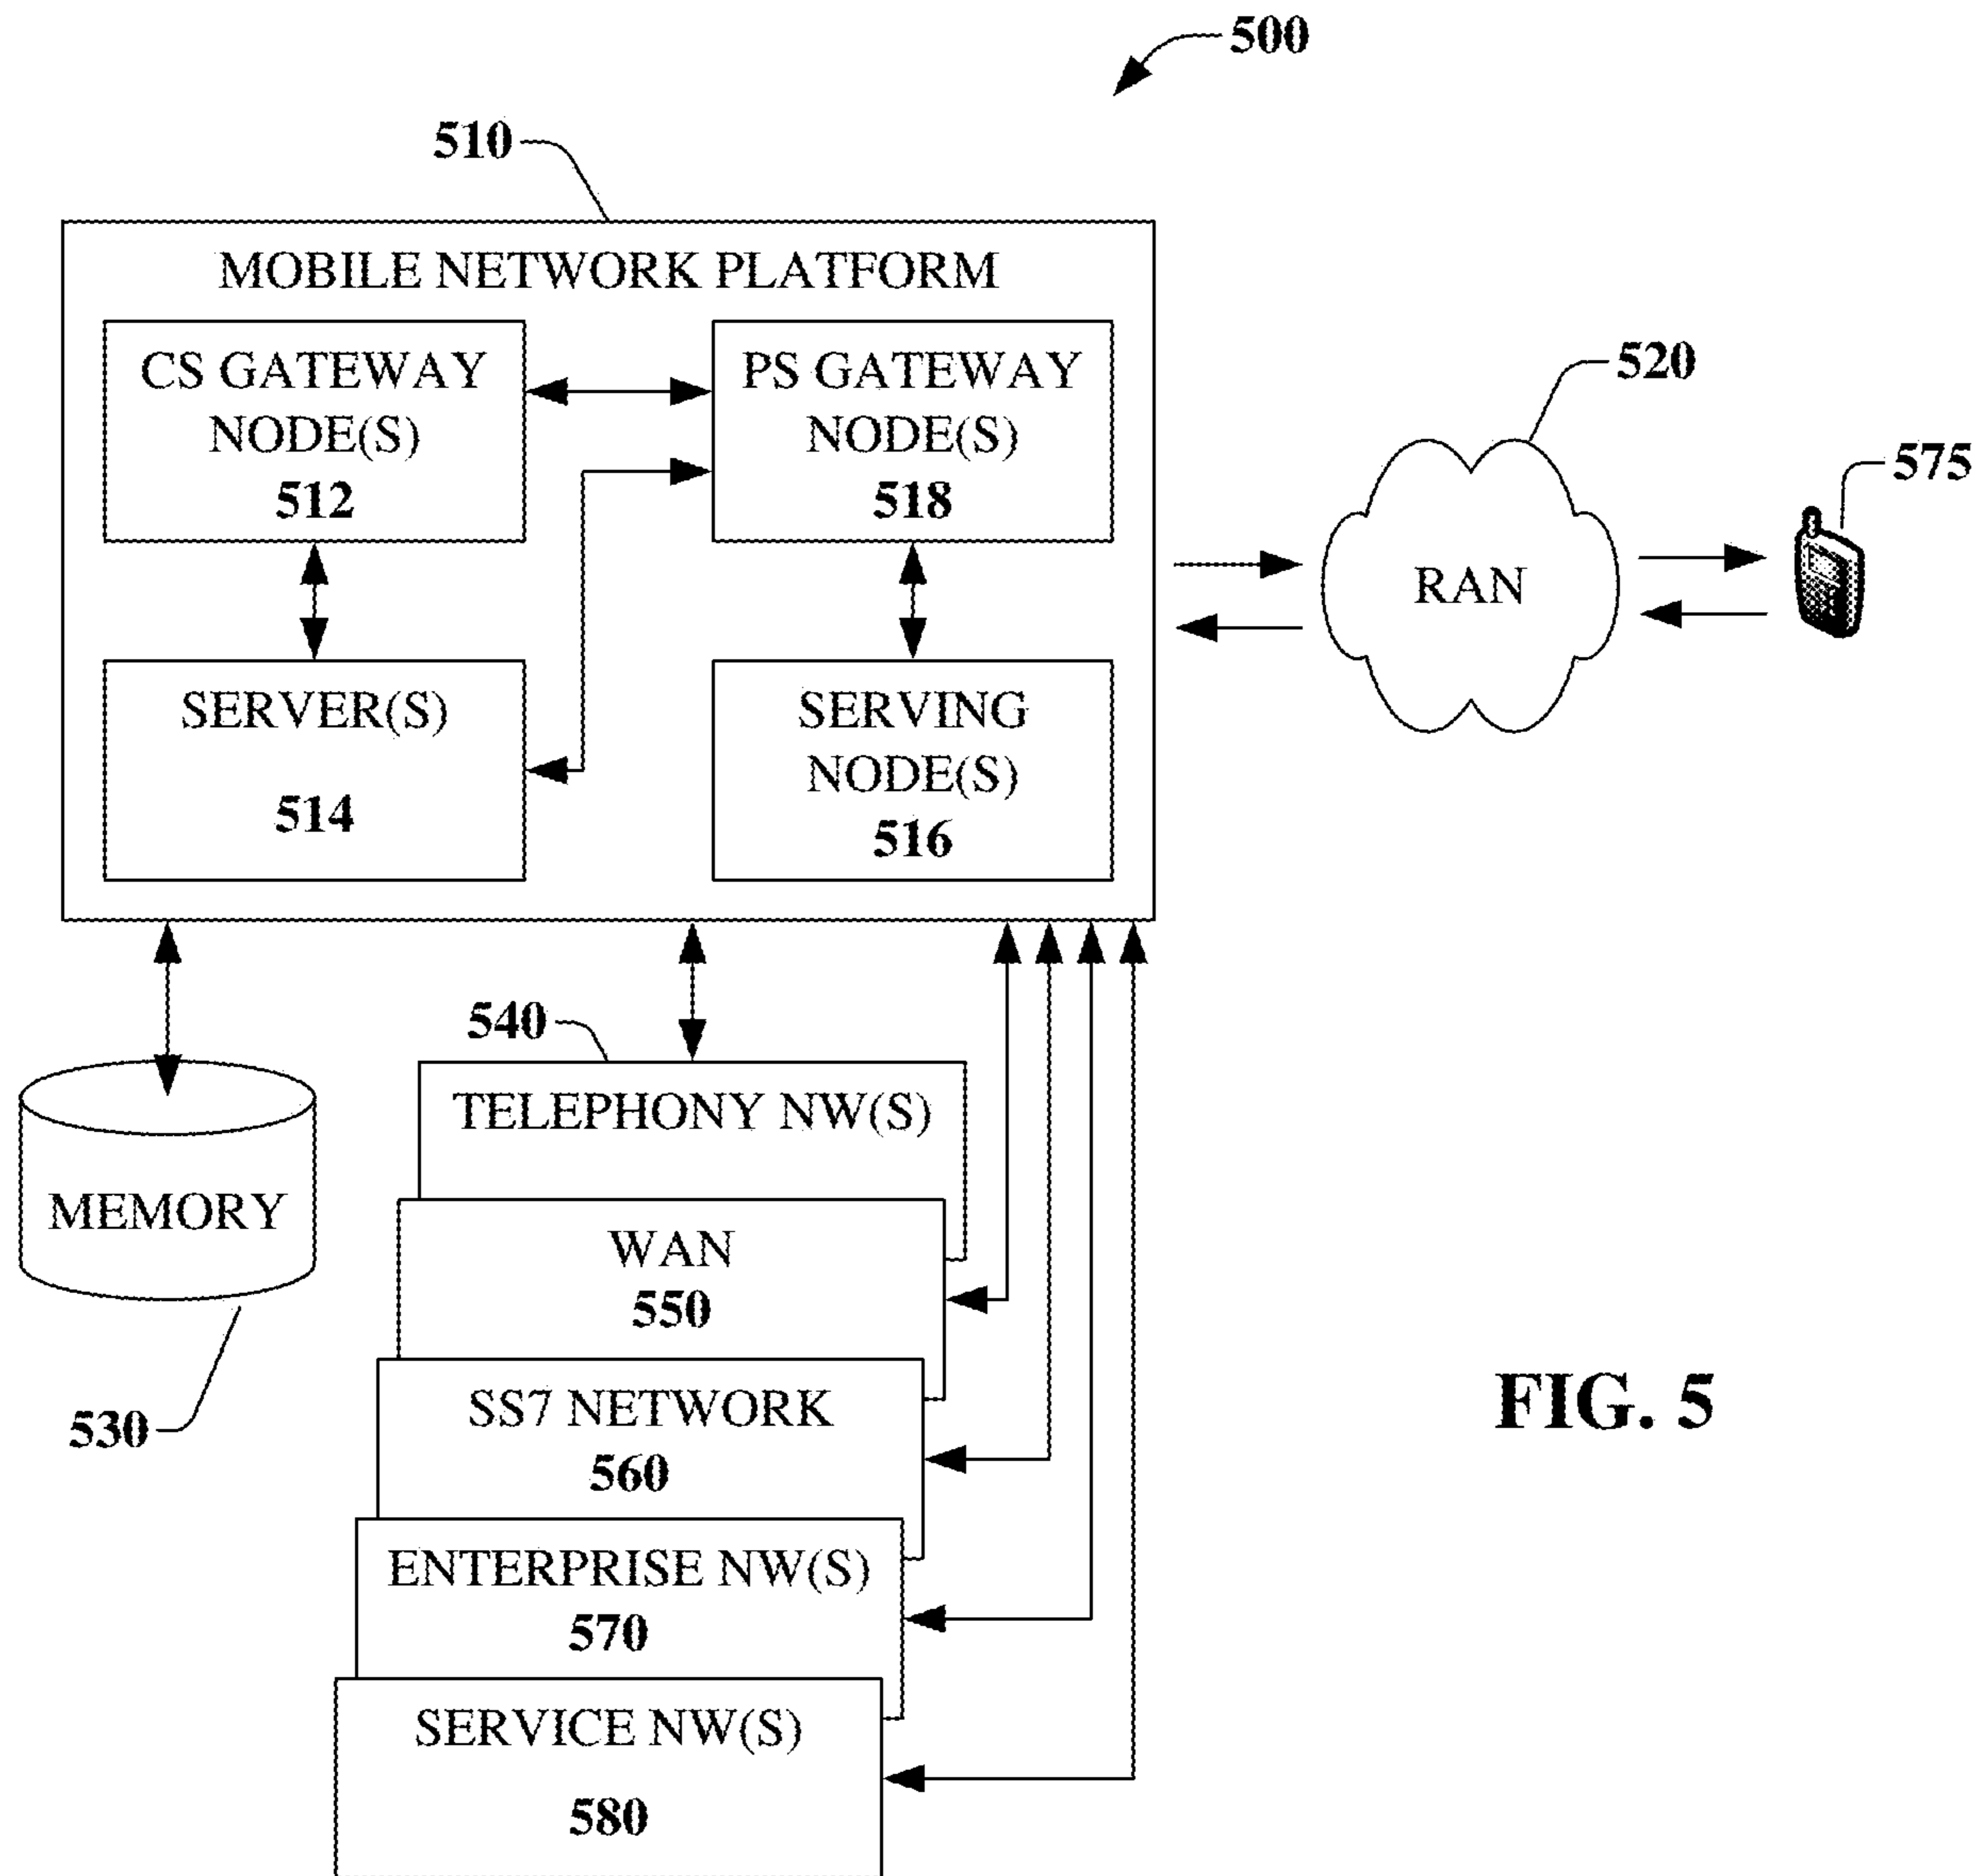 500
510
MOBILE NETWORK PLATFORM
CS GATEWAY
NODE(S)
512
PS GATEWAY
NODE(S)
518
SERVER(S)
514
SERVING
NODE(S)
516
520
RAN
575
540
TELEPHONY NW(S)
MEMORY
530
WAN
550
SS7 NETWORK
560
ENTERPRISE NW(S)
570
SERVICE NW(S)
580
FIG. 5